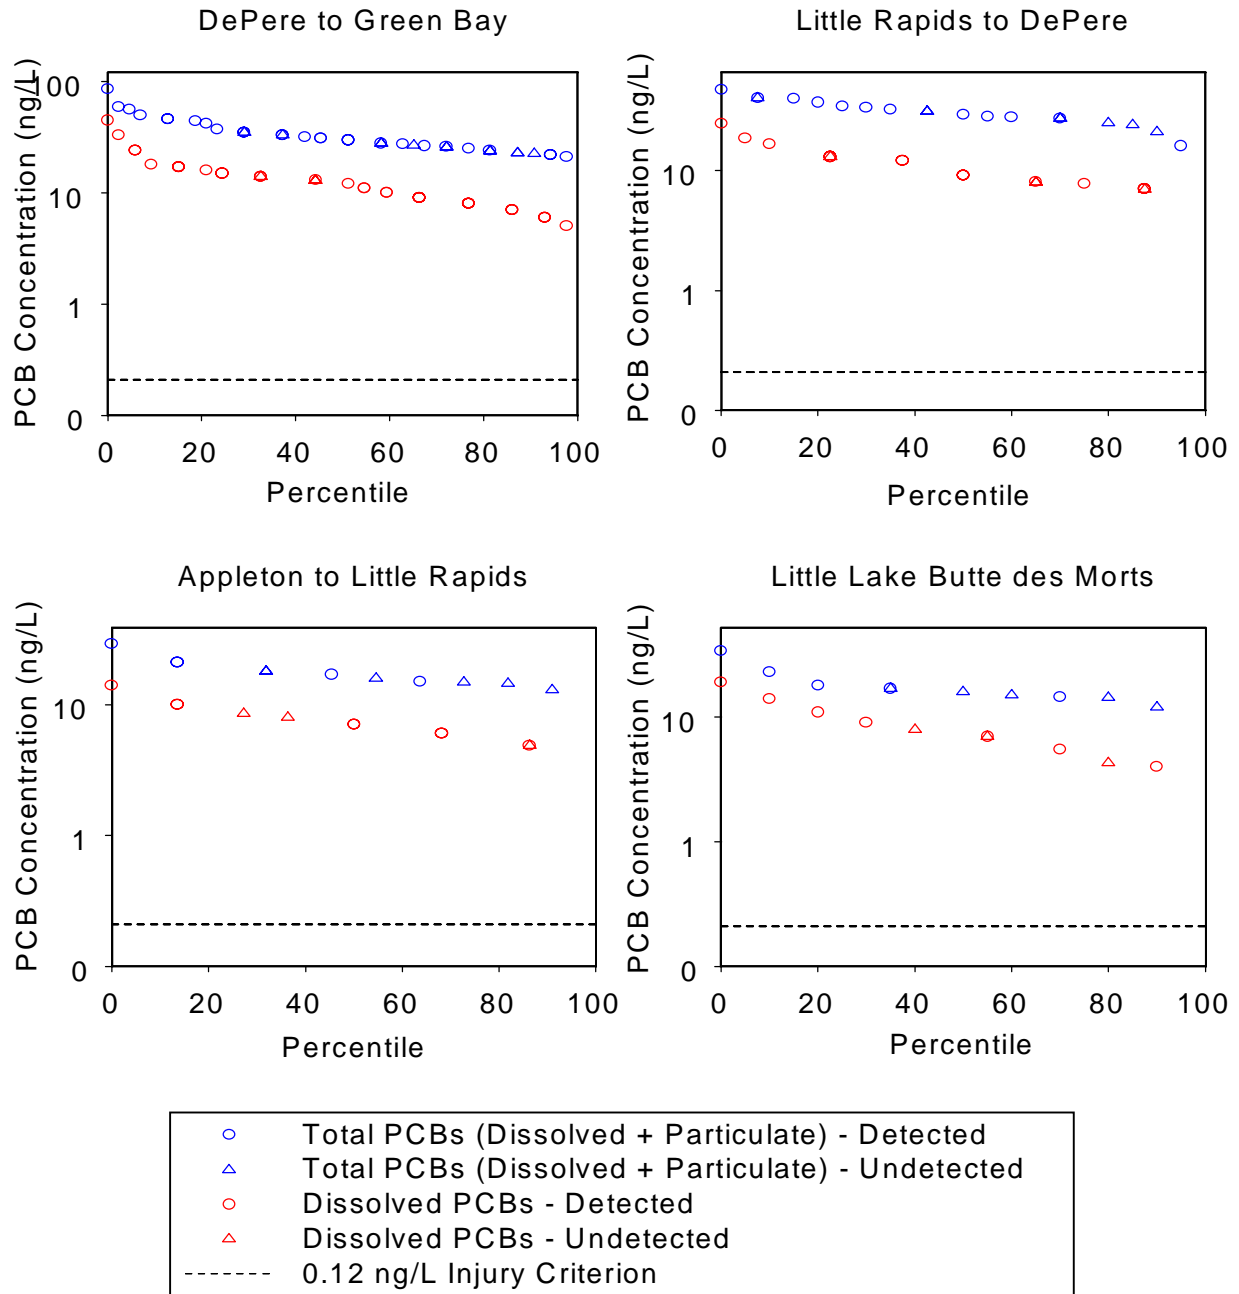 DePere to Green Bay
PCB Concentration (ng/L)
100
10
1
0
0 20 40 60 80 100
Percentile
Little Rapids to DePere
PCB Concentration (ng/L)
10
1
0
0 20 40 60 80 100
Percentile
Appleton to Little Rapids
PCB Concentration (ng/L)
10
1
0
0 20 40 60 80 100
Percentile
Little Lake Butte des Morts
PCB Concentration (ng/L)
10
1
0
0 20 40 60 80 100
Percentile
Total PCBs (Dissolved + Particulate) - Detected
Total PCBs (Dissolved + Particulate) - Undetected
Dissolved PCBs - Detected
Dissolved PCBs - Undetected
0.12 ng/L Injury Criterion